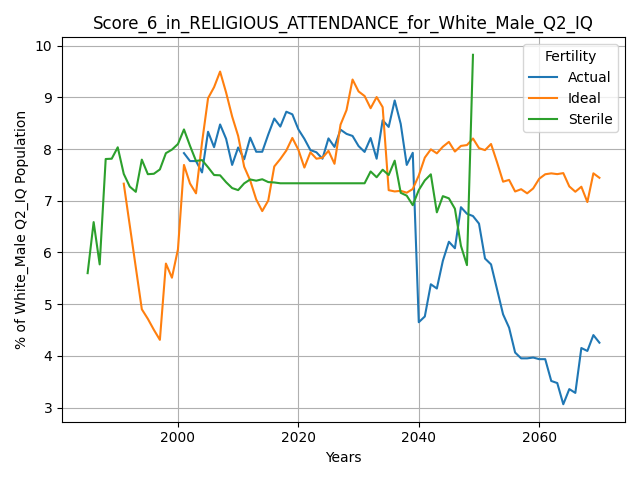 Score_6_in_RELIGIOUS_ATTENDANCE_for_White_Male_Q2_IQ
% of White_Male Q2_IQ Population
10
9
8
7
6
5
4
3
Fertility
Actual
Ideal
Sterile
2000 2020 2040 2060
Years